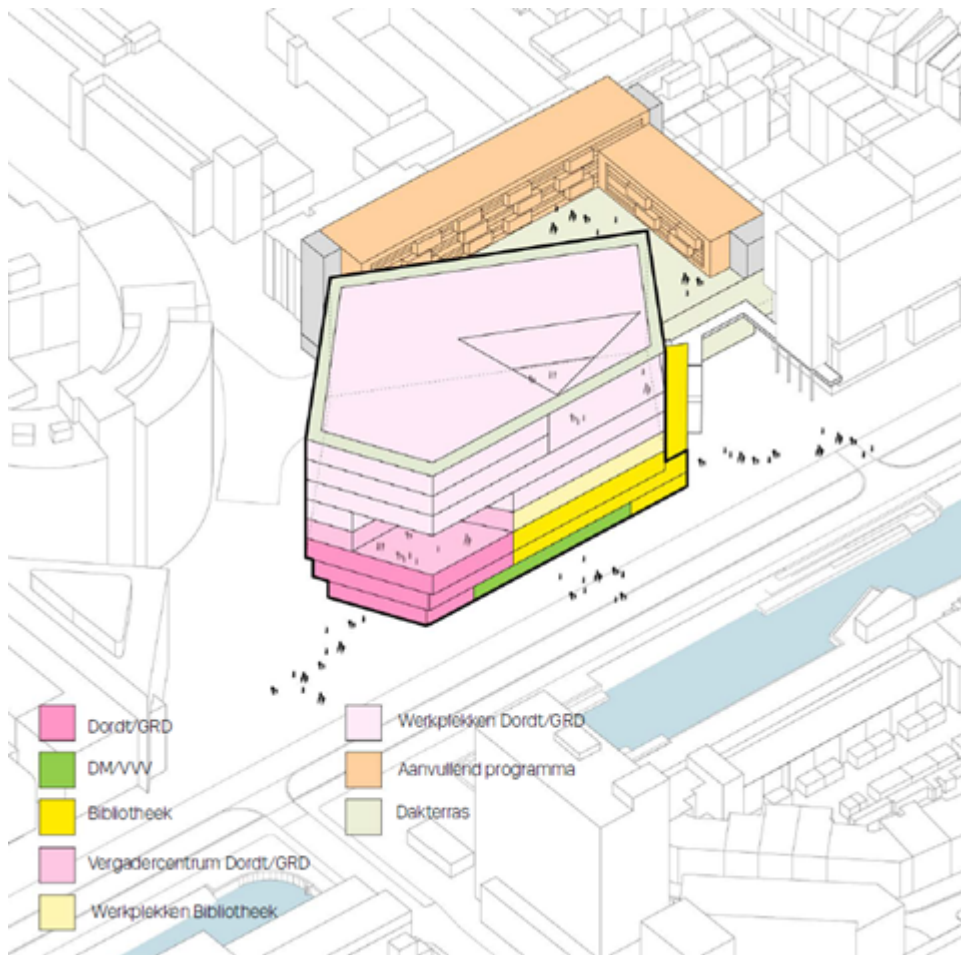 Dordt/GRD
DM/VVV
Bibliotheek
Vergadercentrum Dordt/GRD
Werkplekken Bibliotheek
Werkplekken Dordt/GRD
Aanvullend programma
Dakterras